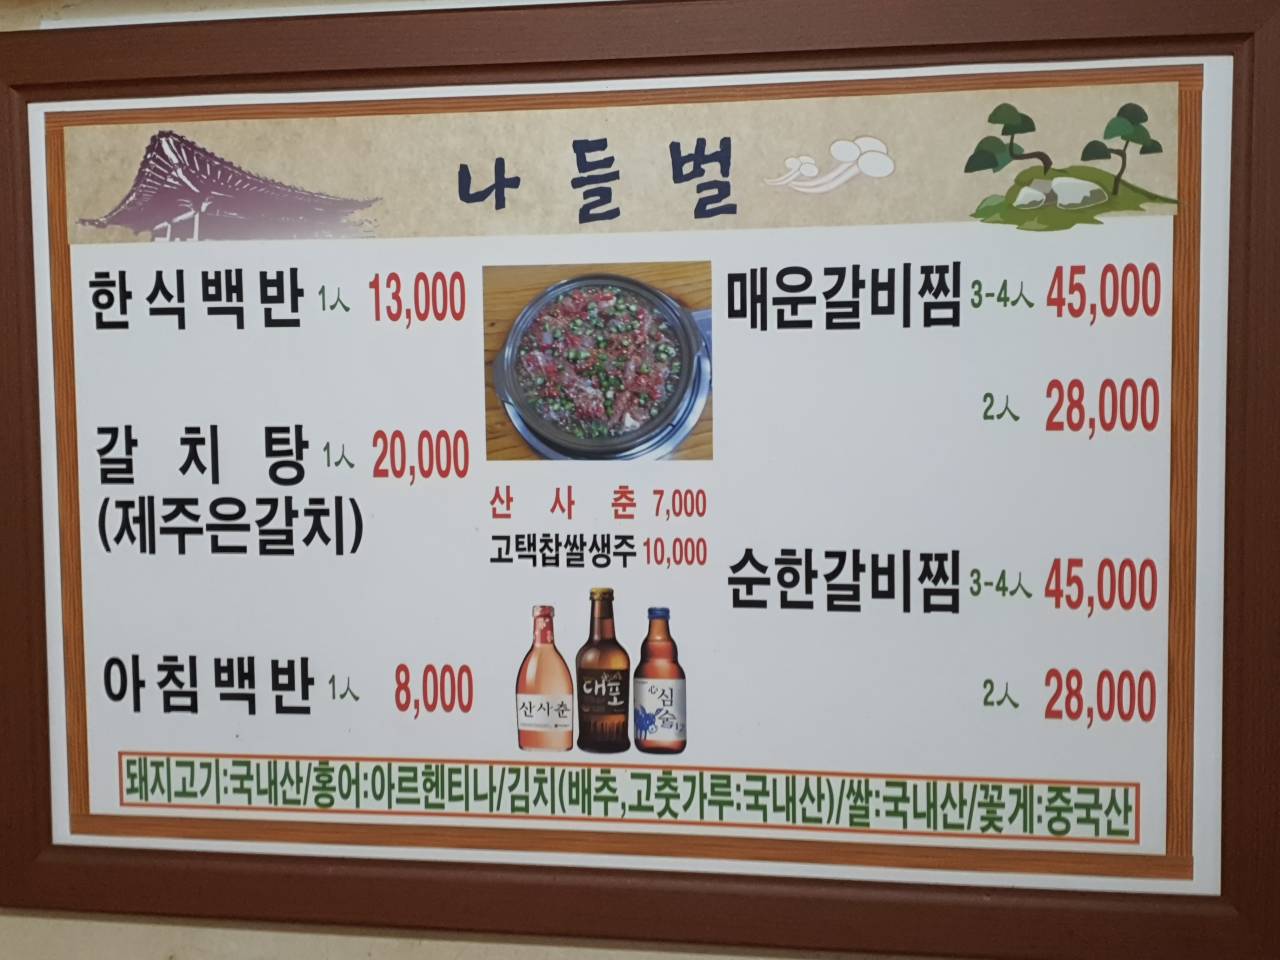 나들벌
한식백반 1人 13,000
갈치탕 1人 20,000
(제주은갈치)
아침백반 1人 8,000
산사춘 7,000
고택찹쌀생주 10,000
산사춘
대포
心 심술
매운갈비찜 3-4人 45,000
2人 28,000
순한갈비찜 3-4人 45,000
2人 28,000
돼지고기:국내산/홍어:아르헨티나/김치(배추,고춧가루:국내산)/쌀:국내산/꽃게:중국산